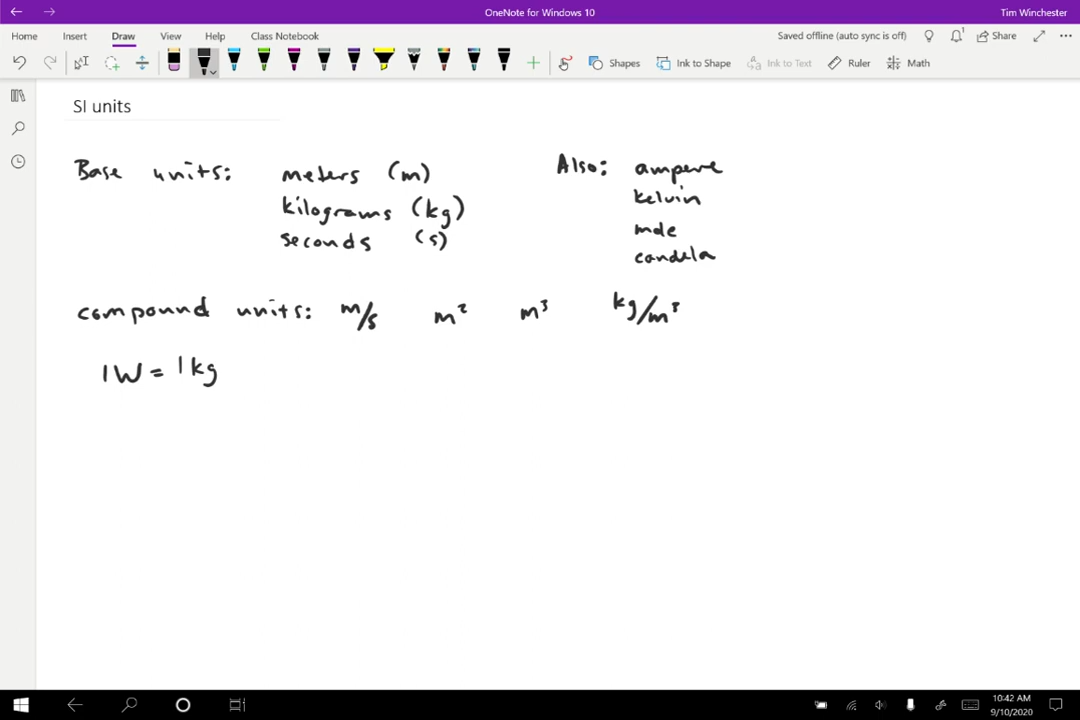 OneNote for Windows 10
Tim Winchester
Home Insert Draw View Help Class Notebook
Saved offline (auto sync is off) Share
Shapes Ink to Shape Ink to Text Ruler Math
SI units
Base units: meters (m)
kilograms (kg)
seconds (s)
Also: ampere
kelvin
mole
candela
compound units: m/s m² m³ kg/m³
1W = 1kg
10:42 AM
9/10/2020